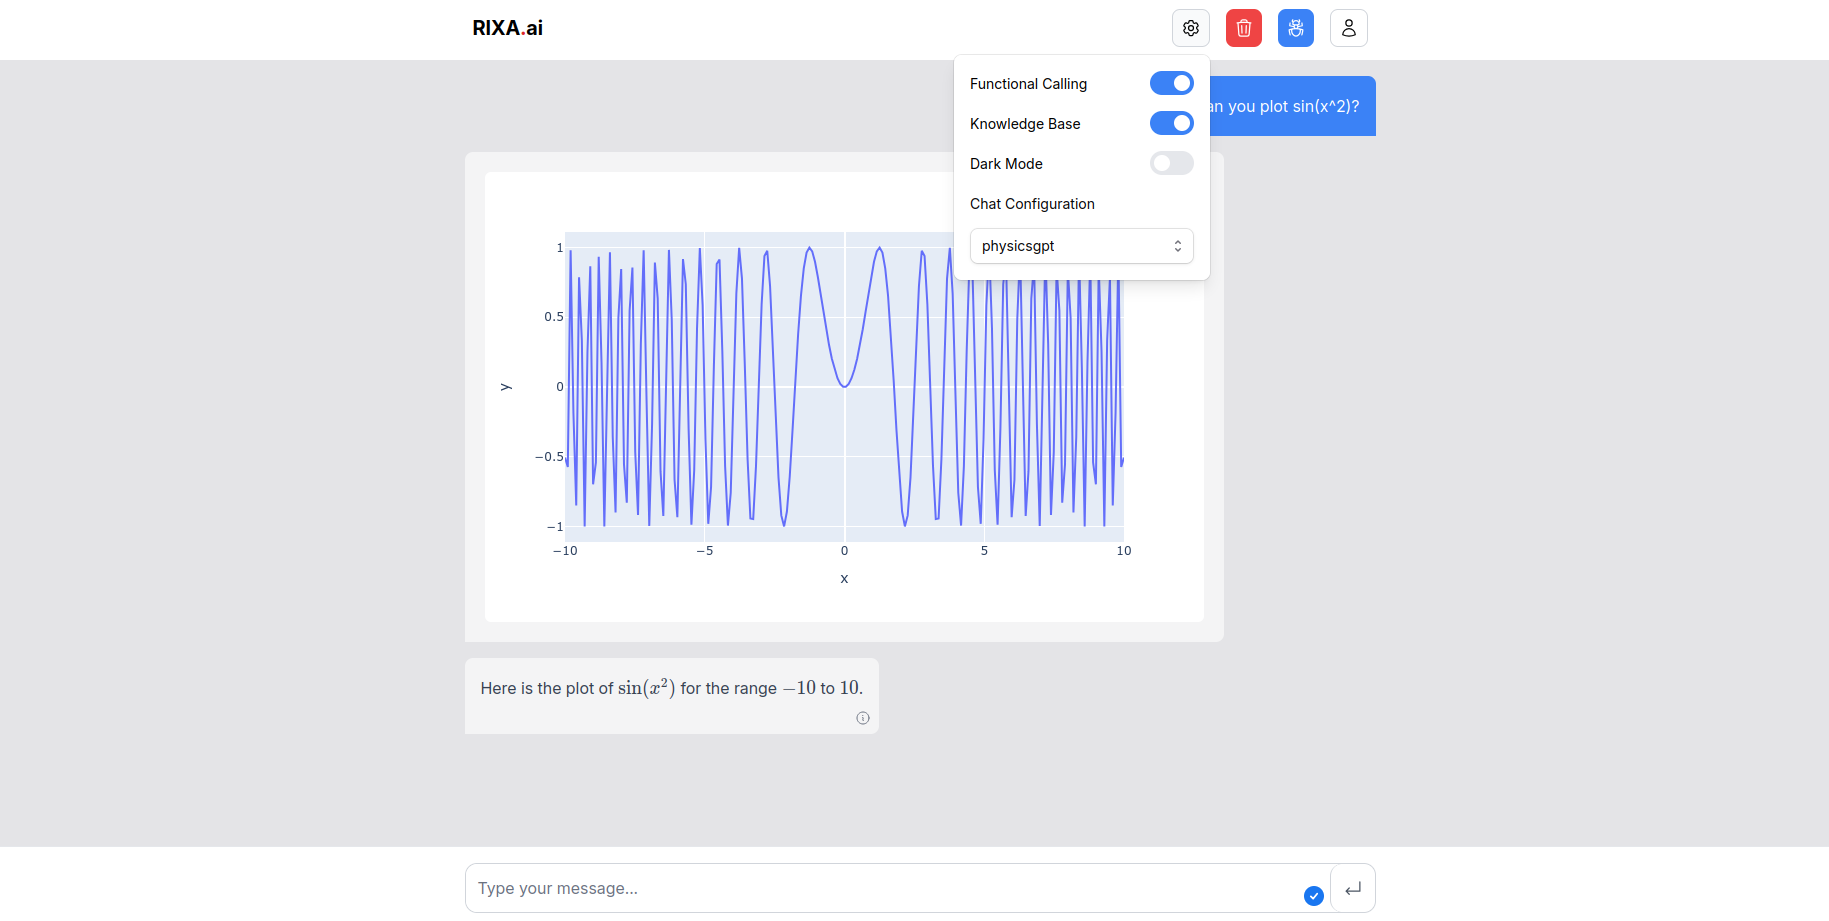 RIXA.ai
Functional Calling
Knowledge Base
Dark Mode
Chat Configuration
physicsgpt
you plot sin(x^2)?
1
0.5
0
−0.5
−1
y
−10 −5 0 5 10
x
Here is the plot of sin(x²) for the range −10 to 10.
Type your message...